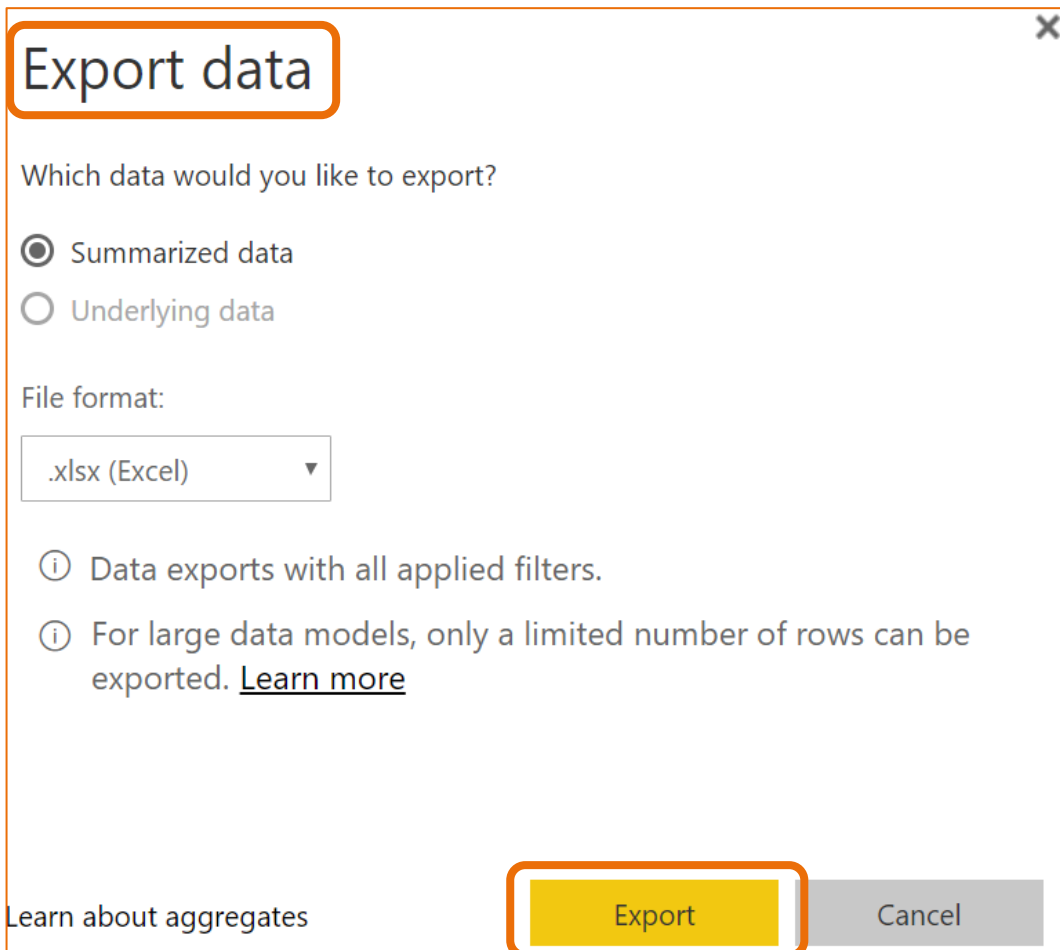 Export data
Which data would you like to export?
Summarized data
Underlying data
File format:
.xlsx (Excel)
Data exports with all applied filters.
For large data models, only a limited number of rows can be
exported. Learn more
Learn about aggregates
Export
Cancel